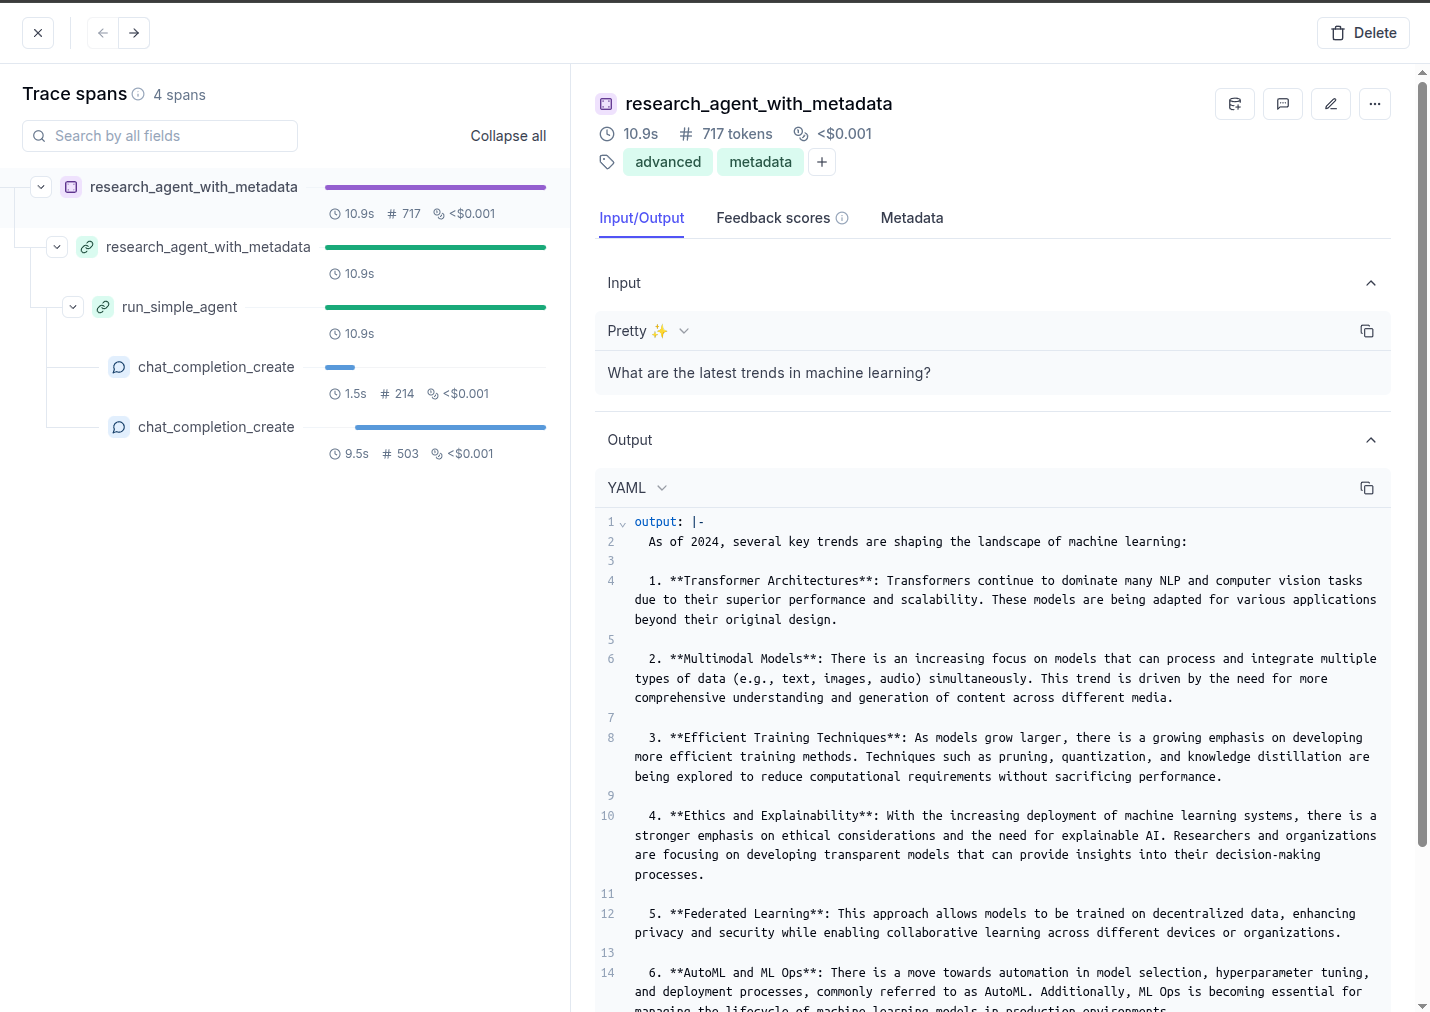 Delete
Trace spans 4 spans
Search by all fields
Collapse all
research_agent_with_metadata
10.9s # 717 <$0.001
research_agent_with_metadata
10.9s
run_simple_agent
10.9s
chat_completion_create
1.5s # 214 <$0.001
chat_completion_create
9.5s # 503 <$0.001
research_agent_with_metadata
10.9s # 717 tokens <$0.001
advanced metadata +
Input/Output Feedback scores Metadata
Input
Pretty ✨
What are the latest trends in machine learning?
Output
YAML
1 output: |-
2 As of 2024, several key trends are shaping the landscape of machine learning:
3
4 1. **Transformer Architectures**: Transformers continue to dominate many NLP and computer vision tasks
due to their superior performance and scalability. These models are being adapted for various applications
beyond their original design.
5
6 2. **Multimodal Models**: There is an increasing focus on models that can process and integrate multiple
types of data (e.g., text, images, audio) simultaneously. This trend is driven by the need for more
comprehensive understanding and generation of content across different media.
7
8 3. **Efficient Training Techniques**: As models grow larger, there is a growing emphasis on developing
more efficient training methods. Techniques such as pruning, quantization, and knowledge distillation are
being explored to reduce computational requirements without sacrificing performance.
9
10 4. **Ethics and Explainability**: With the increasing deployment of machine learning systems, there is a
stronger emphasis on ethical considerations and the need for explainable AI. Researchers and organizations
are focusing on developing transparent models that can provide insights into their decision-making
processes.
11
12 5. **Federated Learning**: This approach allows models to be trained on decentralized data, enhancing
privacy and security while enabling collaborative learning across different devices or organizations.
13
14 6. **AutoML and ML Ops**: There is a move towards automation in model selection, hyperparameter tuning,
and deployment processes, commonly referred to as AutoML. Additionally, ML Ops is becoming essential for
managing the lifecycle of machine learning models in production environments.